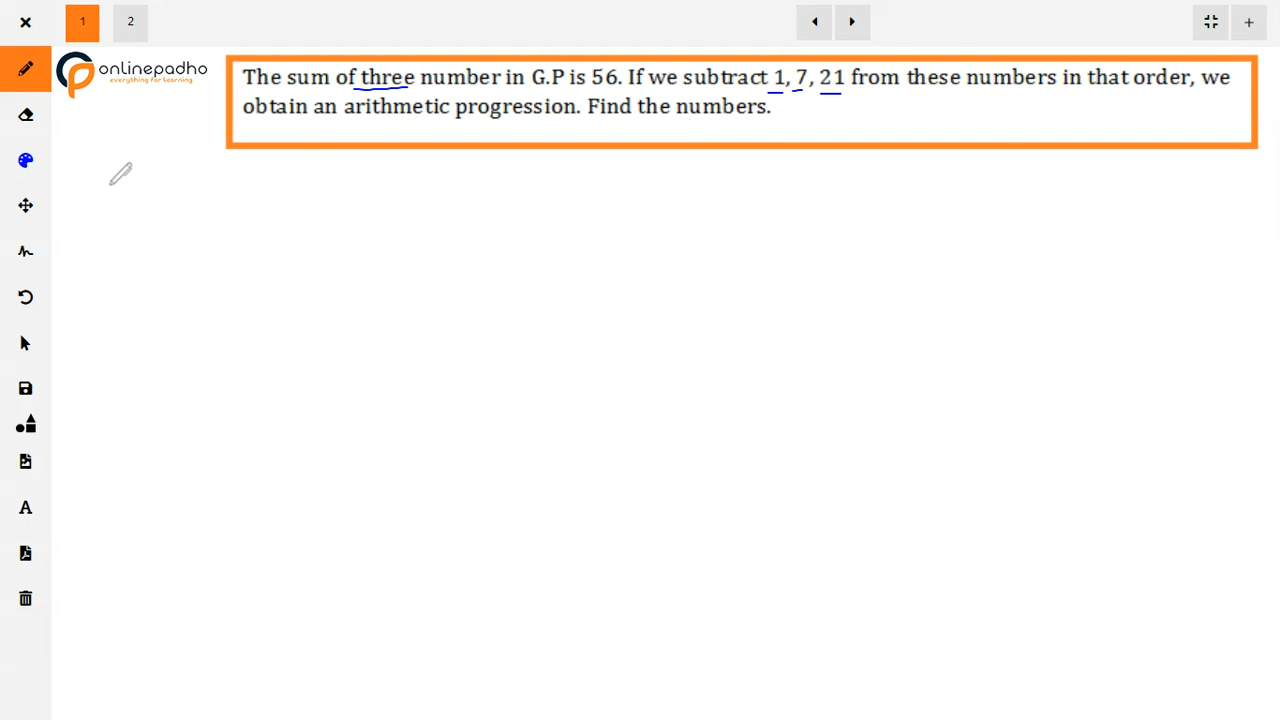 1
2
onlinepadho
everything for learning
The sum of three number in G.P is 56. If we subtract 1, 7, 21 from these numbers in that order, we
obtain an arithmetic progression. Find the numbers.
A